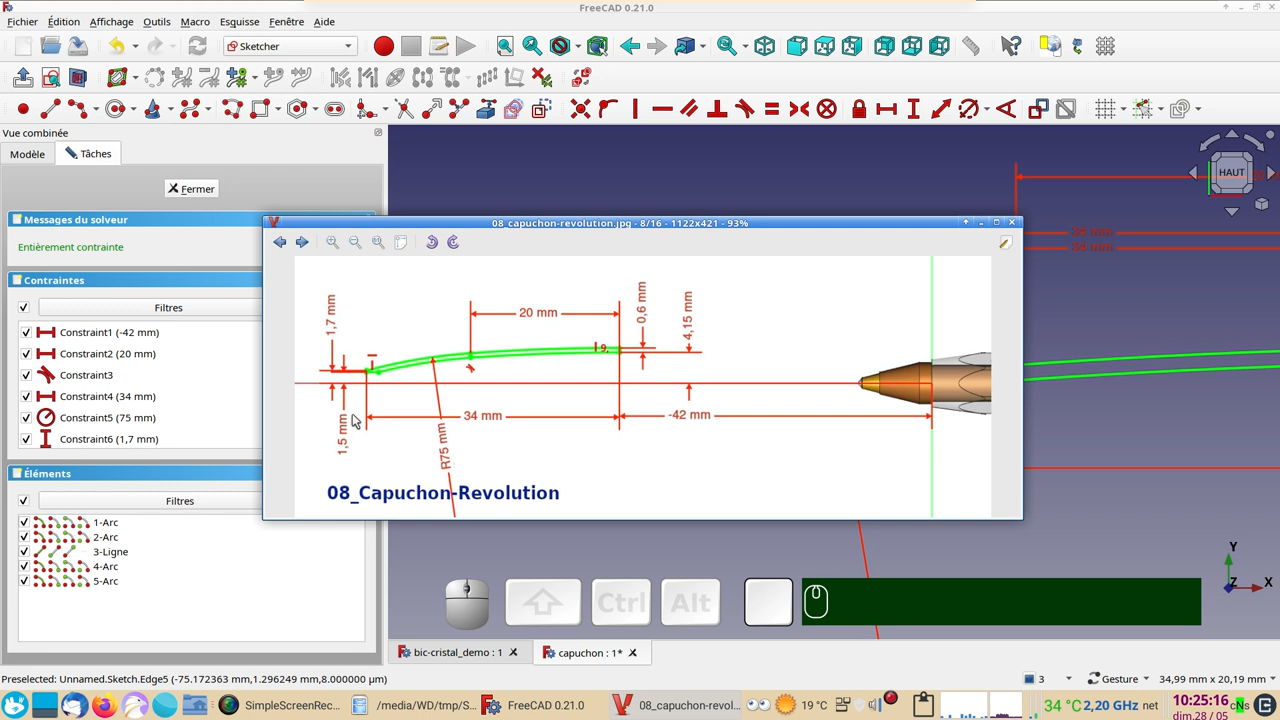 FreeCAD 0.21.0
Fichier Édition Affichage Outils Macro Esquisse Fenêtre Aide
Sketcher
Vue combinée
Modèle Tâches
Fermer
Messages du solveur
Entièrement contrainte
Contraintes
Filtres
Constraint1 (-42 mm)
Constraint2 (20 mm)
Constraint3
Constraint4 (34 mm)
Constraint5 (75 mm)
Constraint6 (1,7 mm)
Éléments
Filtres
1-Arc
2-Arc
3-Ligne
4-Arc
5-Arc
HAUT
34 mm
34 mm
08_capuchon-revolution.jpg - 8/16 - 1122x421 - 93%
1,7 mm
20 mm
0,6 mm
4,15 mm
34 mm
-42 mm
1,5 mm
R75 mm
08_Capuchon-Revolution
Ctrl Alt
Y
Z
X
bic-cristal_demo : 1
capuchon : 1*
Preselected: Unnamed.Sketch.Edge5 (-75.172363 mm,1.296249 mm,8.000000 µm)
3
Gesture
34,99 mm x 20,19 mm
SimpleScreenRec...
/media/WD/tmp/S...
FreeCAD 0.21.0
08_capuchon-revol...
19 °C
34 °C 2,20 GHz net
10:25:16
dim.28 / 05